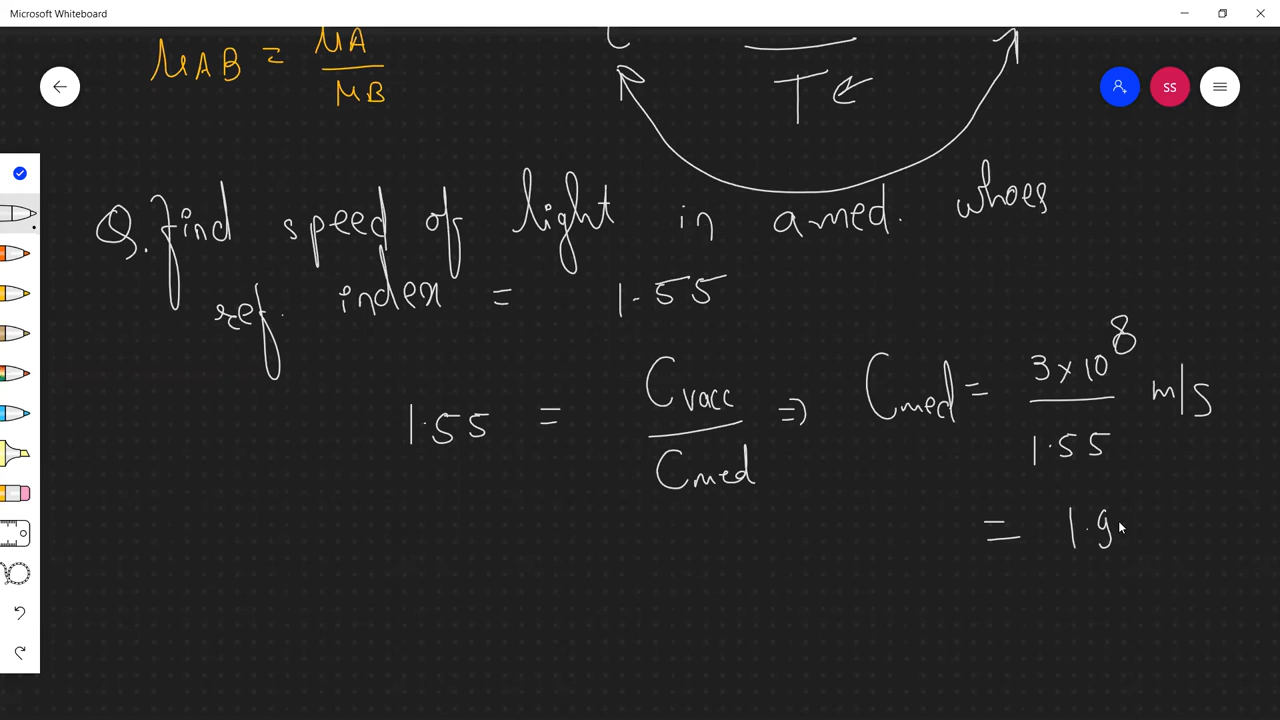 Microsoft Whiteboard
μAB = μA / μB
T
SS
Q. find speed of light in a med. whoes
ref. index = 1.55
1.55 = Cvacc / Cmed ⇒ Cmed = 3 × 10^8 / 1.55 m/s
= 1.9